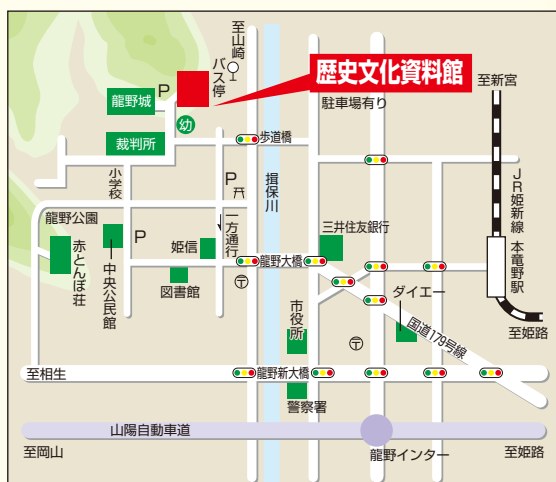 至山崎
バス停
歴史文化資料館
駐車場有り
至新宮
龍野城
P
幼
裁判所
歩道橋
小学校
P
揖保川
JR姫新線
本竜野駅
龍野公園
赤とんぼ荘
中央公民館
P
姫信
一方通行
三井住友銀行
図書館
龍野大橋
〒
市役所
ダイエー
国道179号線
〒
至姫路
至相生
龍野新大橋
警察署
山陽自動車道
至岡山
龍野インター
至姫路